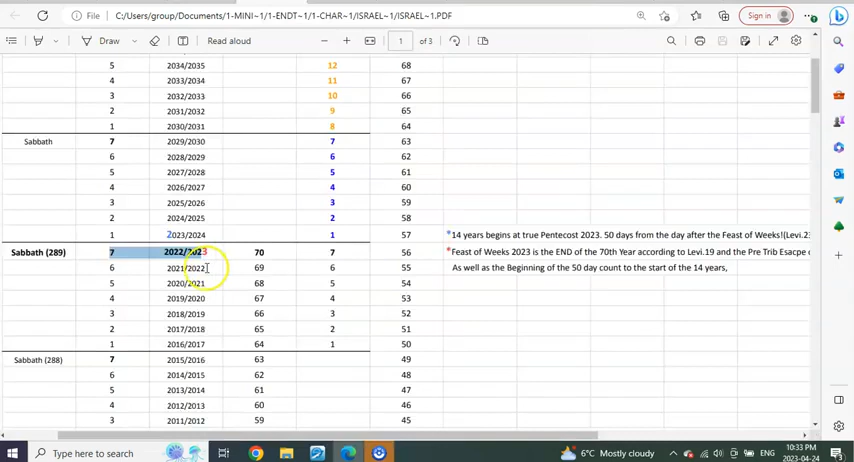 C:/Users/group/Documents/1-MINI~1/1-ENDT~1/1-CHAR~1/ISRAEL~1/ISRAEL~1.PDF
Sign in
Draw
Read aloud
1
of 3
5 2034/2035 12 68
4 2033/2034 11 67
3 2032/2033 10 66
2 2031/2032 9 65
1 2030/2031 8 64
Sabbath 7 2029/2030 7 63
6 2028/2029 6 62
5 2027/2028 5 61
4 2026/2027 4 60
3 2025/2026 3 59
2 2024/2025 2 58
1 2023/2024 1 57 *14 years begins at true Pentecost 2023. 50 days from the day after the Feast of Weeks!(Levi.23
Sabbath (289) 7 2022/2023 70 7 56 *Feast of Weeks 2023 is the END of the 70th Year according to Levi.19 and the Pre Trib Esacpe o
6 2021/2022 69 6 55 As well as the Beginning of the 50 day count to the start of the 14 years,
5 2020/2021 68 5 54
4 2019/2020 67 4 53
3 2018/2019 66 3 52
2 2017/2018 65 2 51
1 2016/2017 64 1 50
Sabbath (288) 7 2015/2016 63 49
6 2014/2015 62 48
5 2013/2014 61 47
4 2012/2013 60 46
3 2011/2012 59 45
Type here to search
6°C Mostly cloudy
ENG
10:33 PM
2023-04-24